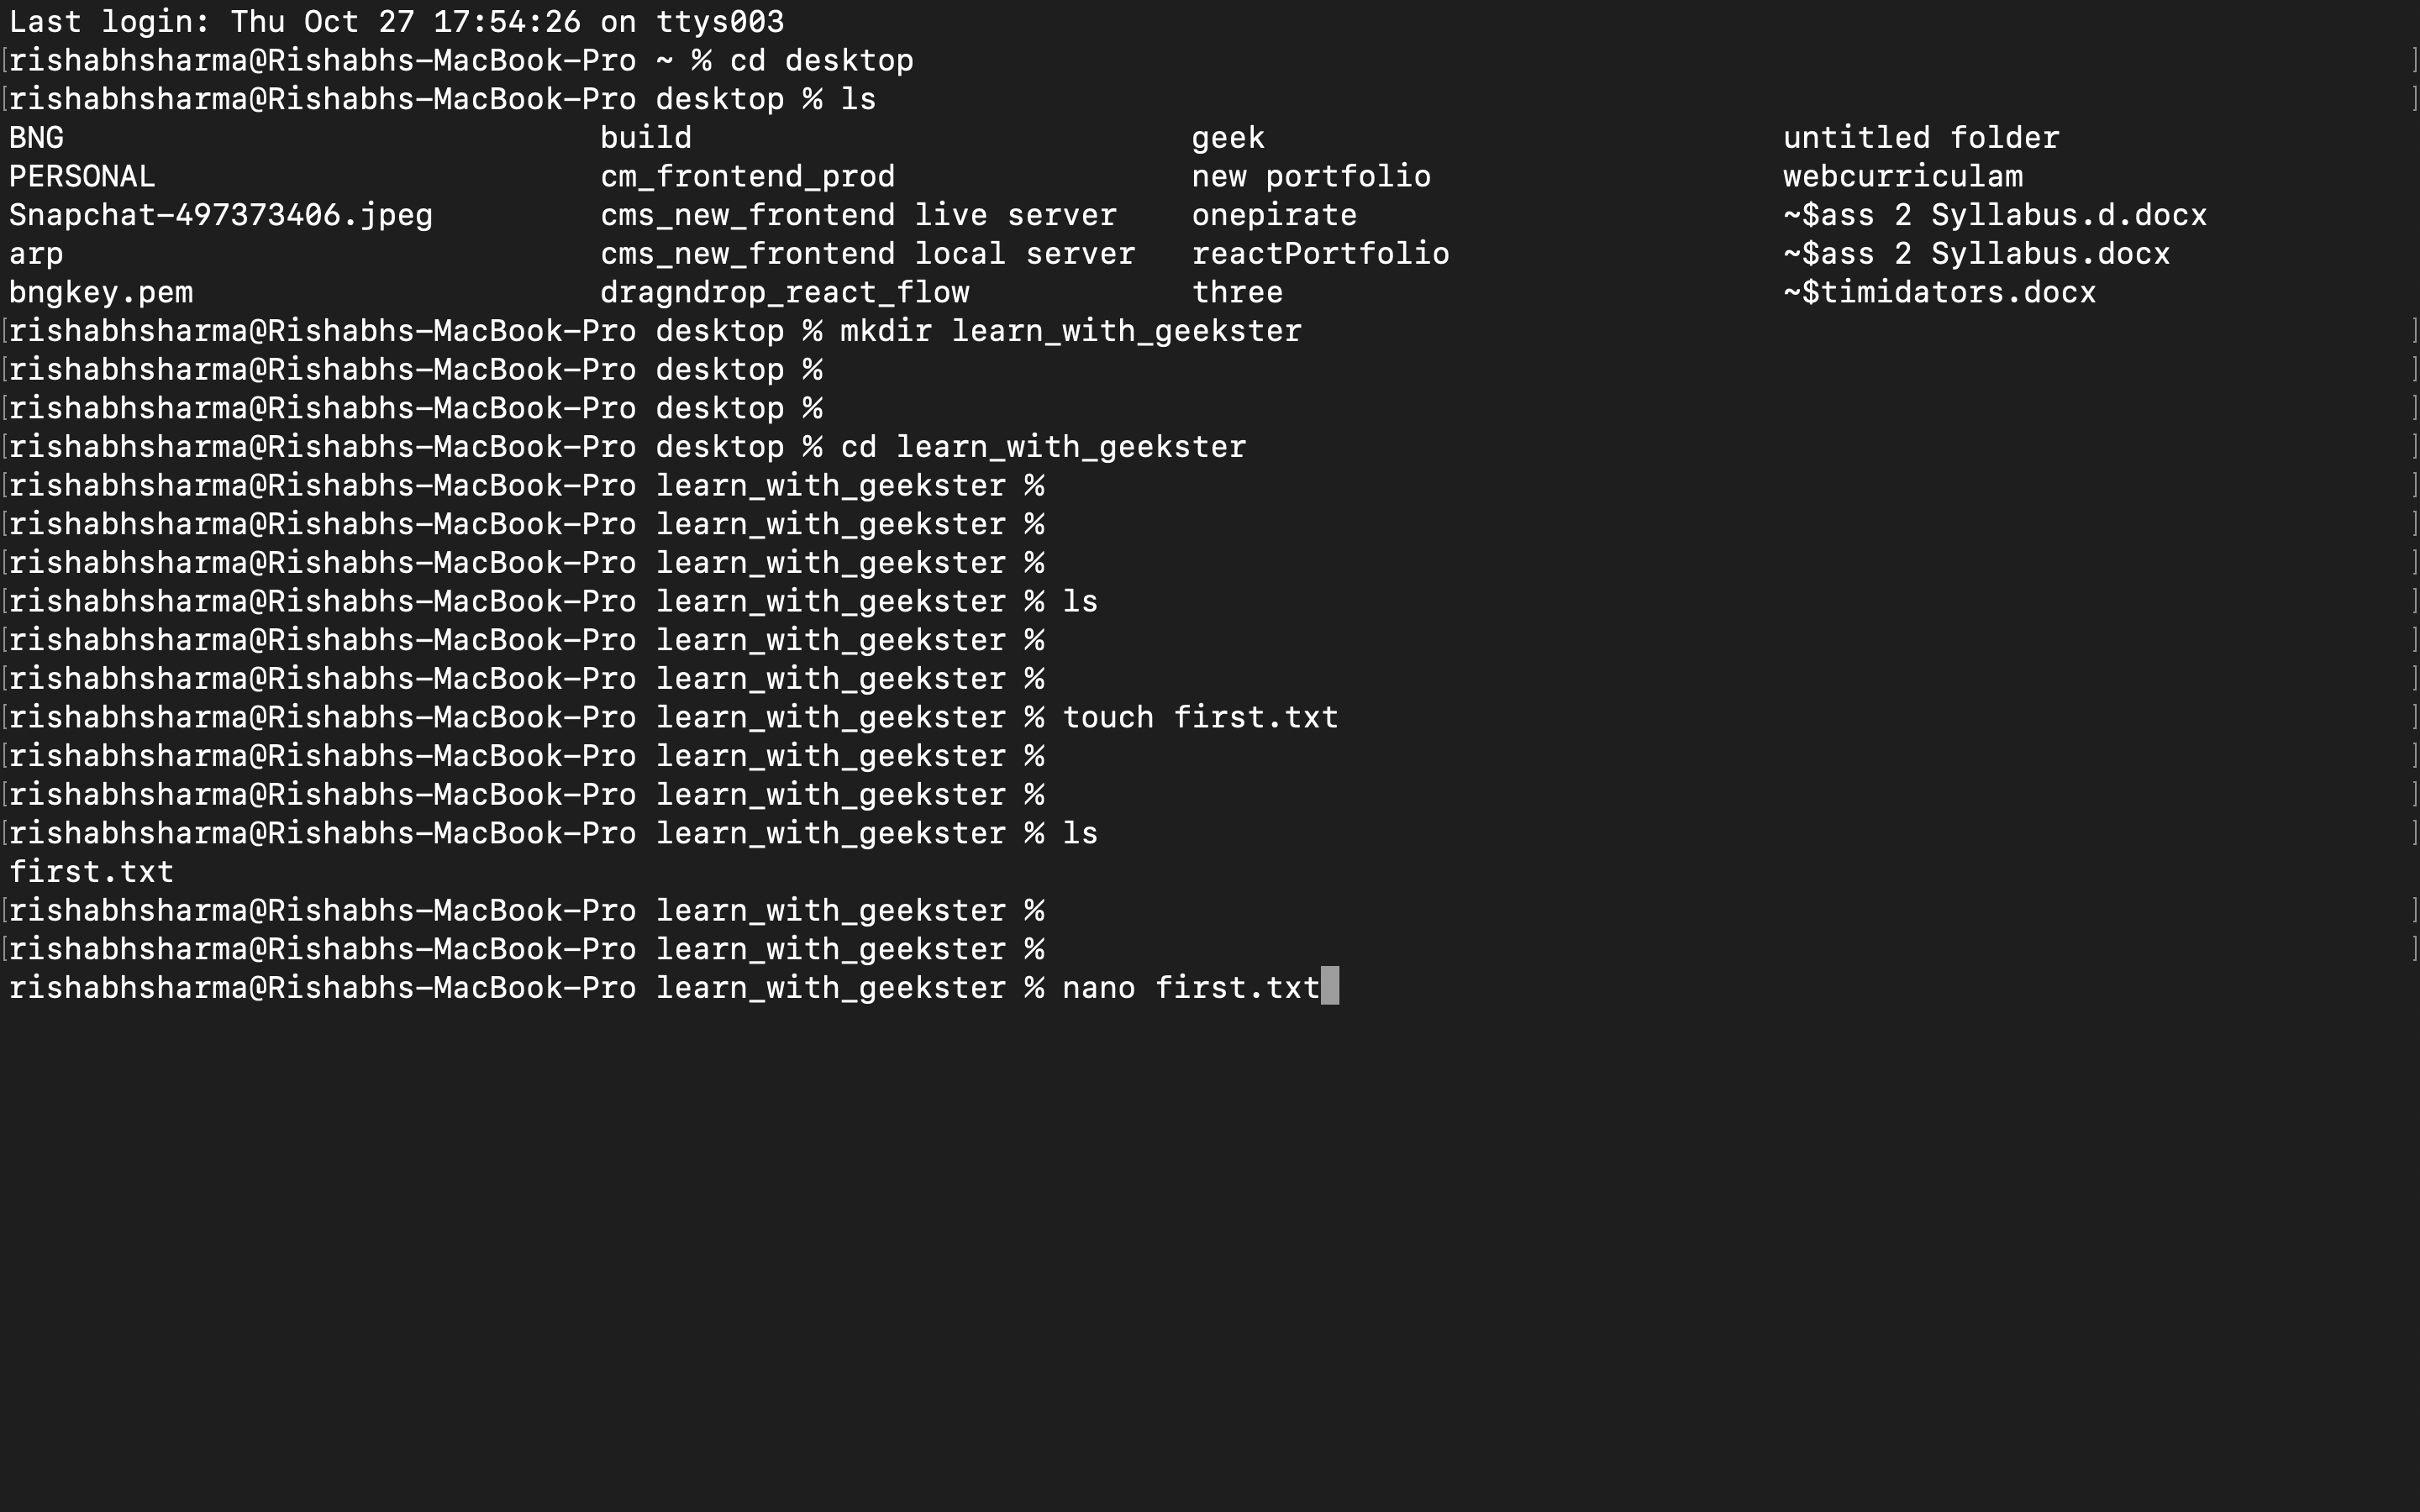 Last login: Thu Oct 27 17:54:26 on ttys003
[rishabhsharma@Rishabhs-MacBook-Pro ~ % cd desktop ]
[rishabhsharma@Rishabhs-MacBook-Pro desktop % ls ]
BNG build geek untitled folder
PERSONAL cm_frontend_prod new portfolio webcurriculam
Snapchat-497373406.jpeg cms_new_frontend live server onepirate ~$ass 2 Syllabus.d.docx
arp cms_new_frontend local server reactPortfolio ~$ass 2 Syllabus.docx
bngkey.pem dragndrop_react_flow three ~$timidators.docx
[rishabhsharma@Rishabhs-MacBook-Pro desktop % mkdir learn_with_geekster ]
[rishabhsharma@Rishabhs-MacBook-Pro desktop % ]
[rishabhsharma@Rishabhs-MacBook-Pro desktop % ]
[rishabhsharma@Rishabhs-MacBook-Pro desktop % cd learn_with_geekster ]
[rishabhsharma@Rishabhs-MacBook-Pro learn_with_geekster % ]
[rishabhsharma@Rishabhs-MacBook-Pro learn_with_geekster % ]
[rishabhsharma@Rishabhs-MacBook-Pro learn_with_geekster % ]
[rishabhsharma@Rishabhs-MacBook-Pro learn_with_geekster % ls ]
[rishabhsharma@Rishabhs-MacBook-Pro learn_with_geekster % ]
[rishabhsharma@Rishabhs-MacBook-Pro learn_with_geekster % ]
[rishabhsharma@Rishabhs-MacBook-Pro learn_with_geekster % touch first.txt ]
[rishabhsharma@Rishabhs-MacBook-Pro learn_with_geekster % ]
[rishabhsharma@Rishabhs-MacBook-Pro learn_with_geekster % ]
[rishabhsharma@Rishabhs-MacBook-Pro learn_with_geekster % ls ]
first.txt
[rishabhsharma@Rishabhs-MacBook-Pro learn_with_geekster % ]
[rishabhsharma@Rishabhs-MacBook-Pro learn_with_geekster % ]
rishabhsharma@Rishabhs-MacBook-Pro learn_with_geekster % nano first.txt